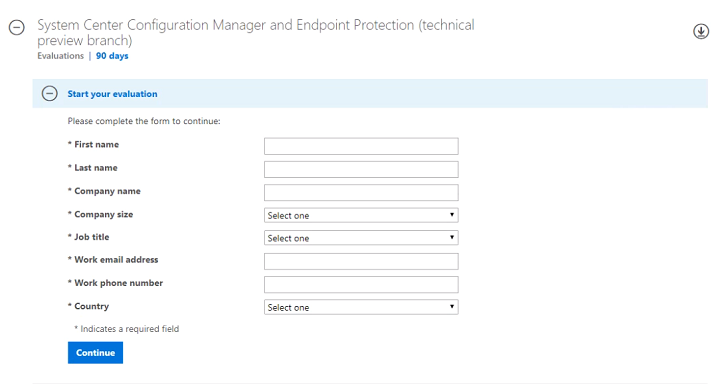 System Center Configuration Manager and Endpoint Protection (technical
preview branch)
Evaluations | 90 days
Start your evaluation
Please complete the form to continue:
* First name
* Last name
* Company name
* Company size Select one
* Job title Select one
* Work email address
* Work phone number
* Country Select one
* Indicates a required field
Continue